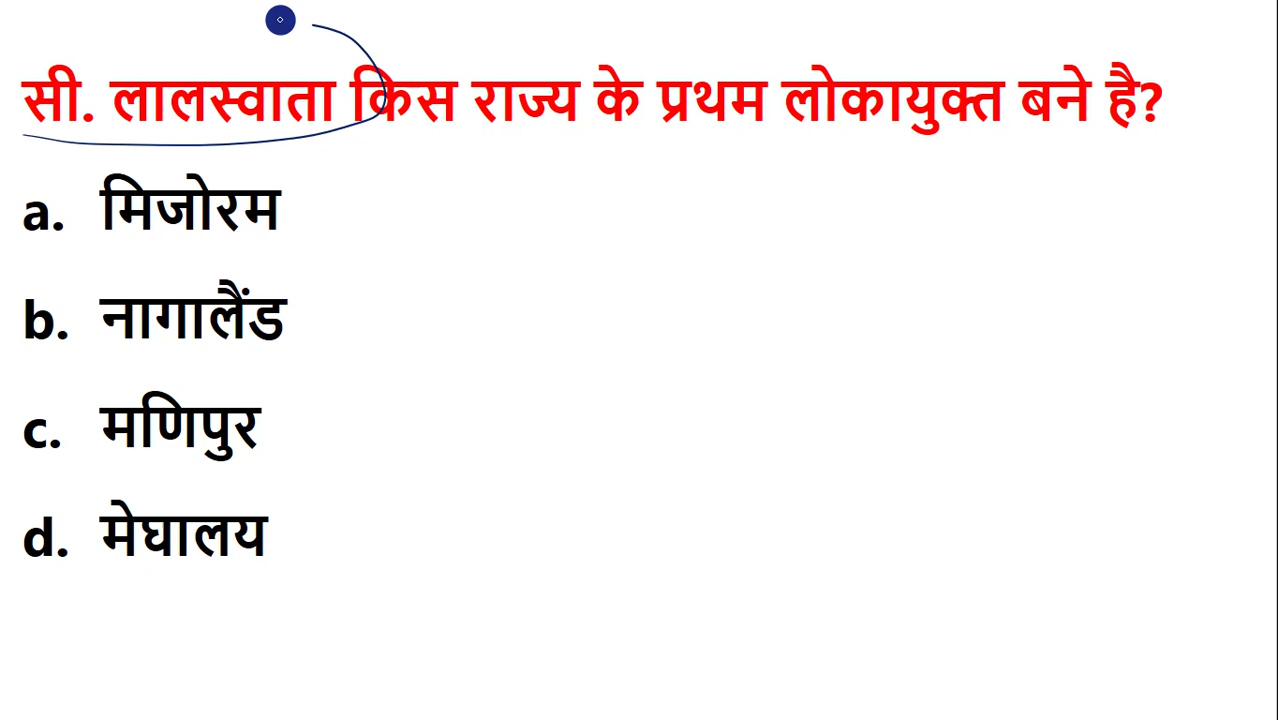 सी. लालस्वाता किस राज्य के प्रथम लोकायुक्त बने है?
a. मिजोरम
b. नागालैंड
c. मणिपुर
d. मेघालय